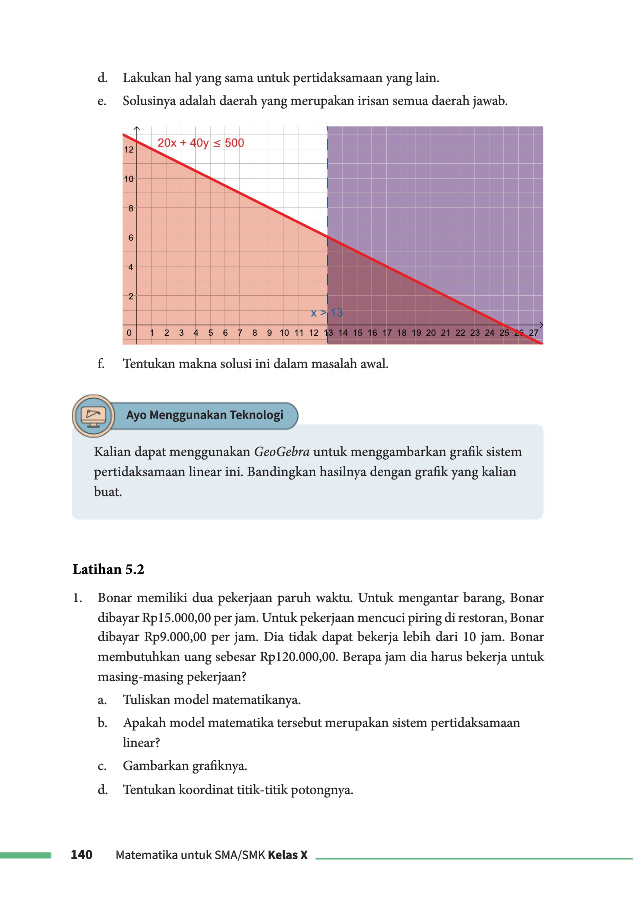 d. Lakukan hal yang sama untuk pertidaksamaan yang lain.
e. Solusinya adalah daerah yang merupakan irisan semua daerah jawab.
20x + 40y ≤ 500
12
10
8
6
4
2
x > 13
0 1 2 3 4 5 6 7 8 9 10 11 12 13 14 15 16 17 18 19 20 21 22 23 24 25 26 27
f. Tentukan makna solusi ini dalam masalah awal.
Ayo Menggunakan Teknologi
Kalian dapat menggunakan GeoGebra untuk menggambarkan grafik sistem
pertidaksamaan linear ini. Bandingkan hasilnya dengan grafik yang kalian
buat.
Latihan 5.2
1. Bonar memiliki dua pekerjaan paruh waktu. Untuk mengantar barang, Bonar
dibayar Rp15.000,00 per jam. Untuk pekerjaan mencuci piring di restoran, Bonar
dibayar Rp9.000,00 per jam. Dia tidak dapat bekerja lebih dari 10 jam. Bonar
membutuhkan uang sebesar Rp120.000,00. Berapa jam dia harus bekerja untuk
masing-masing pekerjaan?
a. Tuliskan model matematikanya.
b. Apakah model matematika tersebut merupakan sistem pertidaksamaan
linear?
c. Gambarkan grafiknya.
d. Tentukan koordinat titik-titik potongnya.
140 Matematika untuk SMA/SMK Kelas X